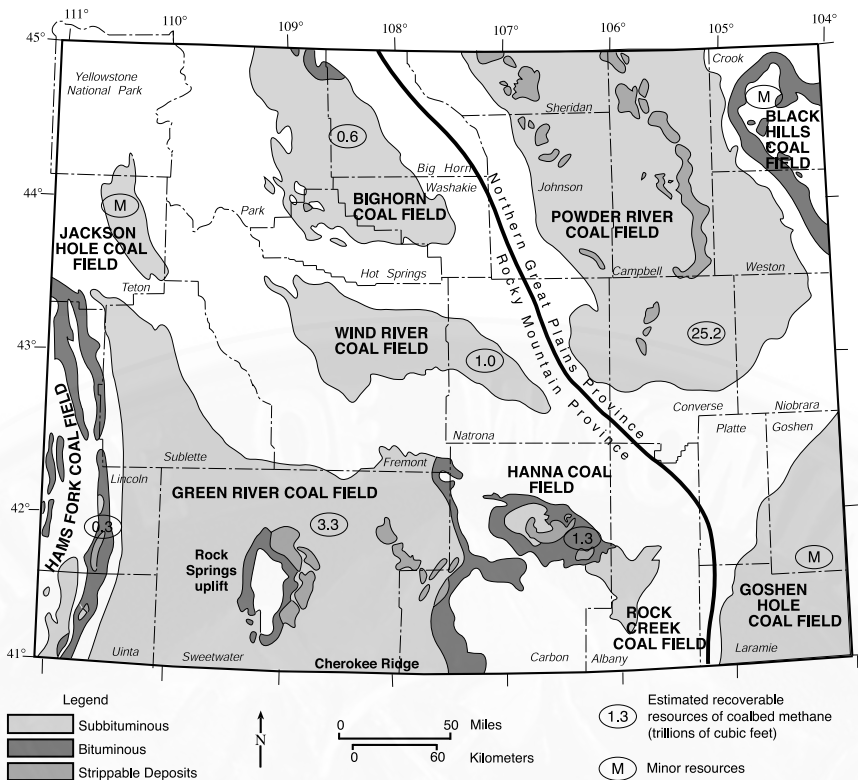 111°
110°
109°
108°
107°
106°
105°
104°
45°
44°
43°
42°
41°
Yellowstone
National Park
Crook
Sheridan
M
BLACK
HILLS
COAL
FIELD
0.6
Big Horn
Washakie
Johnson
M
Park
BIGHORN
COAL FIELD
POWDER RIVER
COAL FIELD
JACKSON
HOLE COAL
FIELD
Hot Springs
Campbell
Weston
Teton
Northern Great Plains Province
Rocky Mountain Province
WIND RIVER
COAL FIELD
1.0
25.2
Converse
Niobrara
Platte
Goshen
Natrona
HAMS FORK COAL FIELD
Sublette
Fremont
HANNA COAL
FIELD
Lincoln
GREEN RIVER COAL FIELD
0.3
3.3
1.3
M
Rock
Springs
uplift
ROCK
CREEK
COAL FIELD
GOSHEN
HOLE
COAL FIELD
Uinta
Sweetwater
Cherokee Ridge
Carbon
Albany
Laramie
Legend
Subbituminous
Bituminous
Strippable Deposits
N
0
50
Miles
0
60
Kilometers
1.3
Estimated recoverable
resources of coalbed methane
(trillions of cubic feet)
M
Minor resources